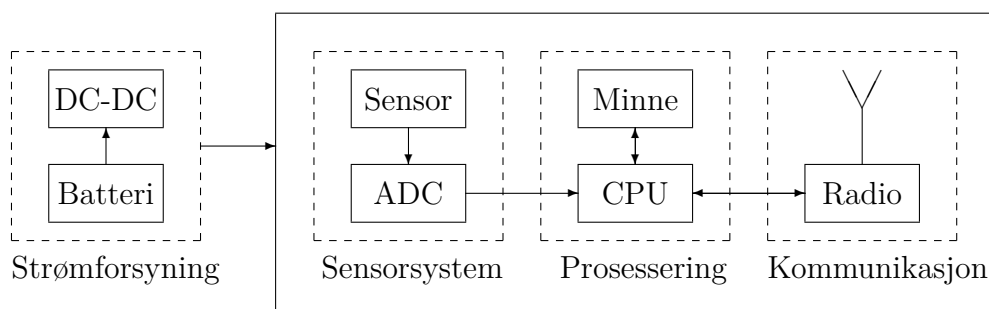 DC-DC
Batteri
Strømforsyning
Sensor
ADC
Sensorsystem
Minne
CPU
Prosessering
Radio
Kommunikasjon